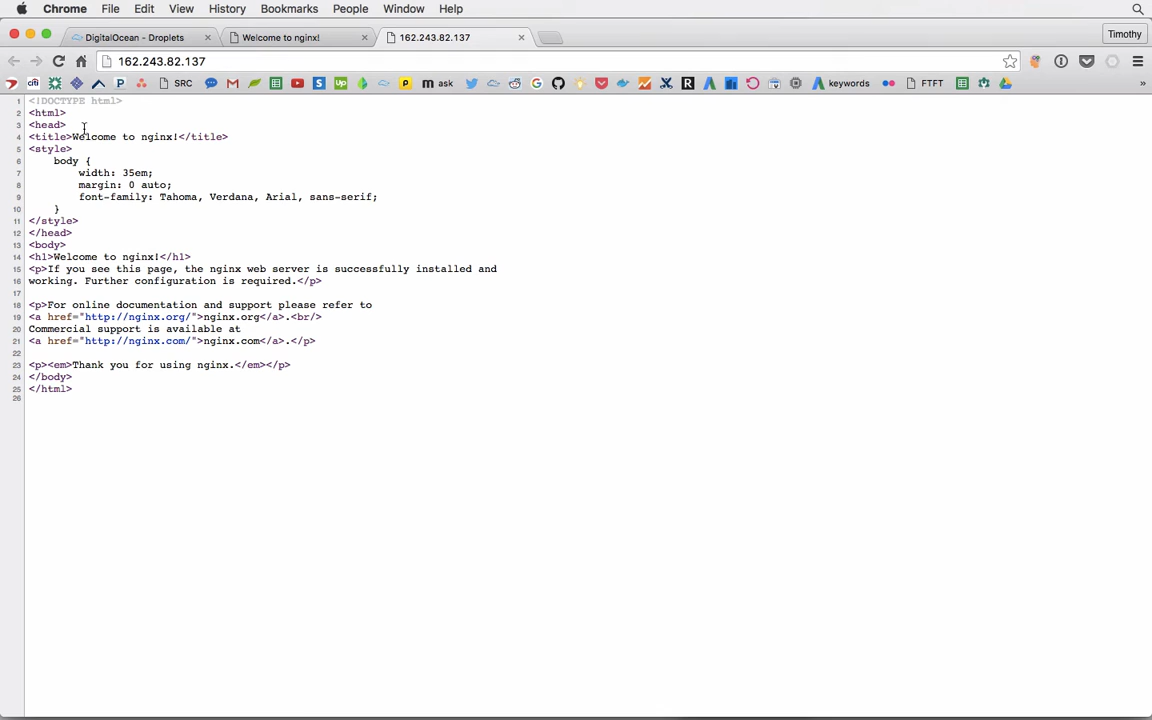 Chrome File Edit View History Bookmarks People Window Help
DigitalOcean - Droplets Welcome to nginx! 162.243.82.137 Timothy
162.243.82.137
citi P SRC S Up p m ask G R keywords FTFT »
1 <!DOCTYPE html>
2 <html>
3 <head>
4 <title>Welcome to nginx!</title>
5 <style>
6 body {
7 width: 35em;
8 margin: 0 auto;
9 font-family: Tahoma, Verdana, Arial, sans-serif;
10 }
11 </style>
12 </head>
13 <body>
14 <h1>Welcome to nginx!</h1>
15 <p>If you see this page, the nginx web server is successfully installed and
16 working. Further configuration is required.</p>
17
18 <p>For online documentation and support please refer to
19 <a href="http://nginx.org/">nginx.org</a>.<br/>
20 Commercial support is available at
21 <a href="http://nginx.com/">nginx.com</a>.</p>
22
23 <p><em>Thank you for using nginx.</em></p>
24 </body>
25 </html>
26